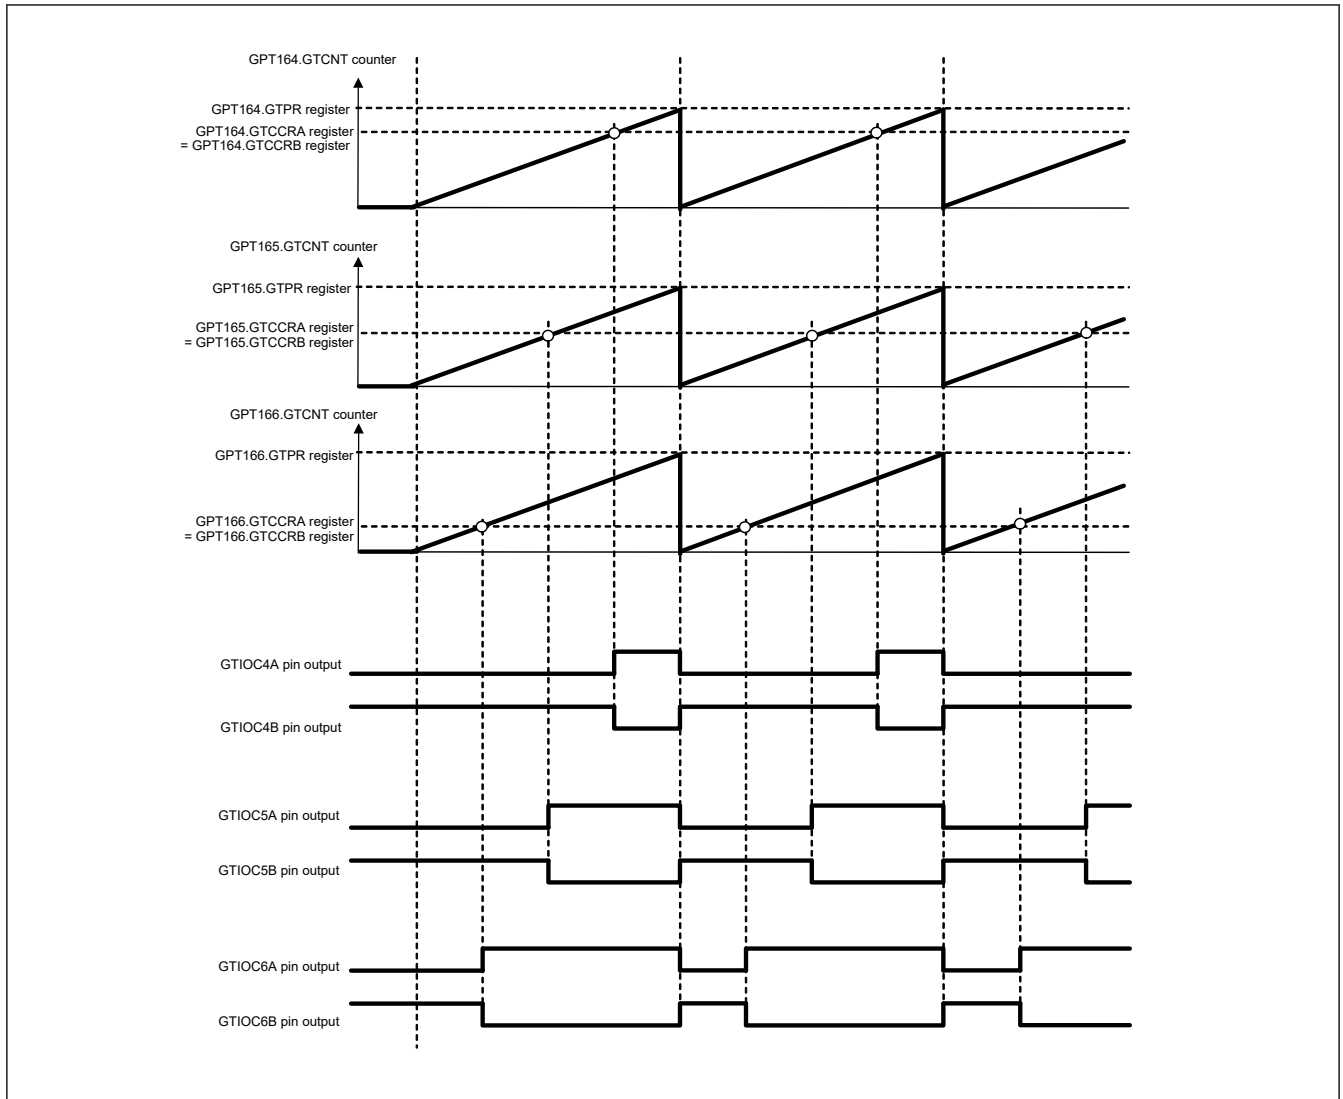 GPT164.GTCNT counter
GPT164.GTPR register
GPT164.GTCCRA register
= GPT164.GTCCRB register
GPT165.GTCNT counter
GPT165.GTPR register
GPT165.GTCCRA register
= GPT165.GTCCRB register
GPT166.GTCNT counter
GPT166.GTPR register
GPT166.GTCCRA register
= GPT166.GTCCRB register
GTIOC4A pin output
GTIOC4B pin output
GTIOC5A pin output
GTIOC5B pin output
GTIOC6A pin output
GTIOC6B pin output